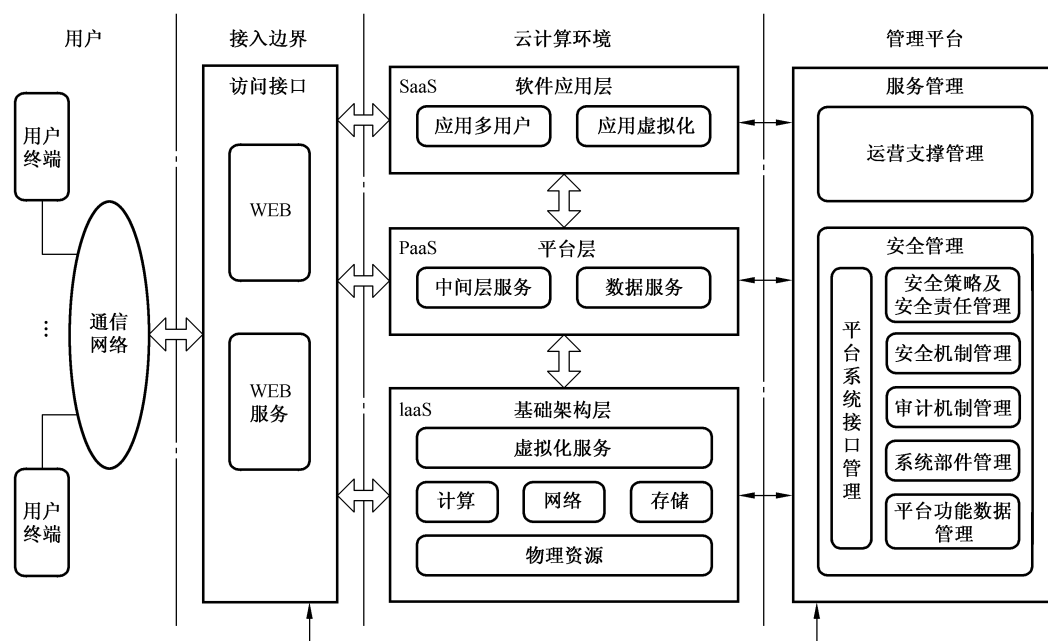 用户
接入边界
云计算环境
管理平台
用户
终端
...
通信
网络
用户
终端
访问接口
WEB
WEB
服务
SaaS
软件应用层
应用多用户
应用虚拟化
PaaS
平台层
中间层服务
数据服务
laaS
基础架构层
虚拟化服务
计算
网络
存储
物理资源
服务管理
运营支撑管理
安全管理
平台系统接口管理
安全策略及
安全责任管理
安全机制管理
审计机制管理
系统部件管理
平台功能数据
管理